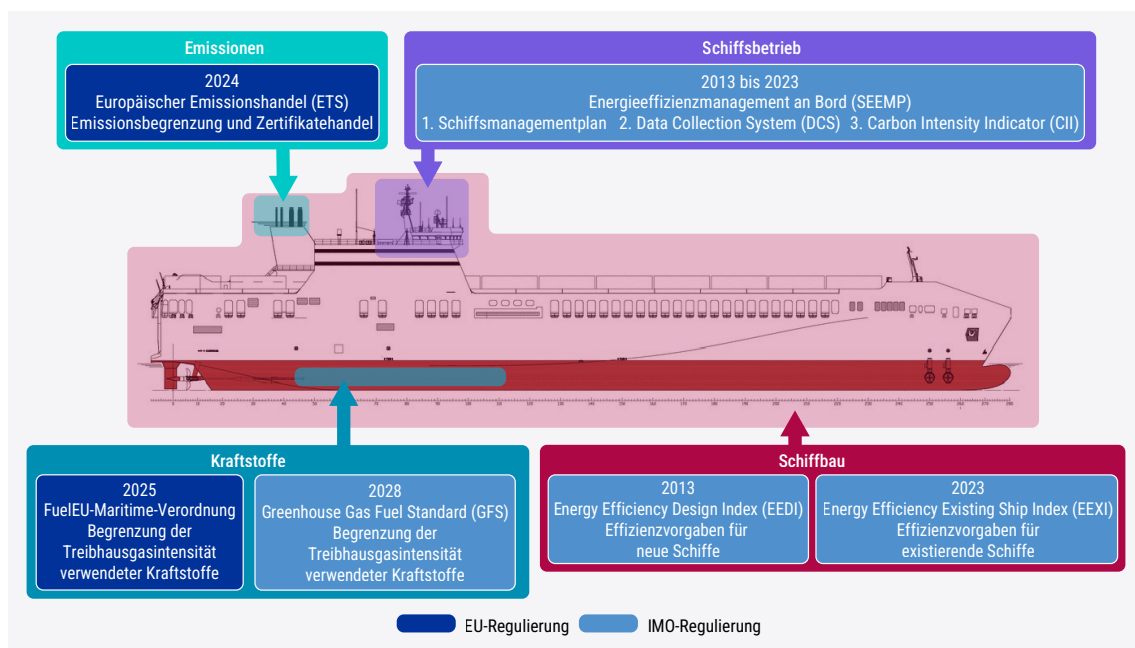 Emissionen
2024
Europäischer Emissionshandel (ETS)
Emissionsbegrenzung und Zertifikatehandel
Schiffsbetrieb
2013 bis 2023
Energieeffizienzmanagement an Bord (SEEMP)
1. Schiffsmanagementplan 2. Data Collection System (DCS) 3. Carbon Intensity Indicator (CII)
Kraftstoffe
2025
FuelEU-Maritime-Verordnung
Begrenzung der
Treibhausgasintensität
verwendeter Kraftstoffe
2028
Greenhouse Gas Fuel Standard (GFS)
Begrenzung der
Treibhausgasintensität
verwendeter Kraftstoffe
Schiffbau
2013
Energy Efficiency Design Index (EEDI)
Effizienzvorgaben für
neue Schiffe
2023
Energy Efficiency Existing Ship Index (EEXI)
Effizienzvorgaben für
existierende Schiffe
EU-Regulierung
IMO-Regulierung